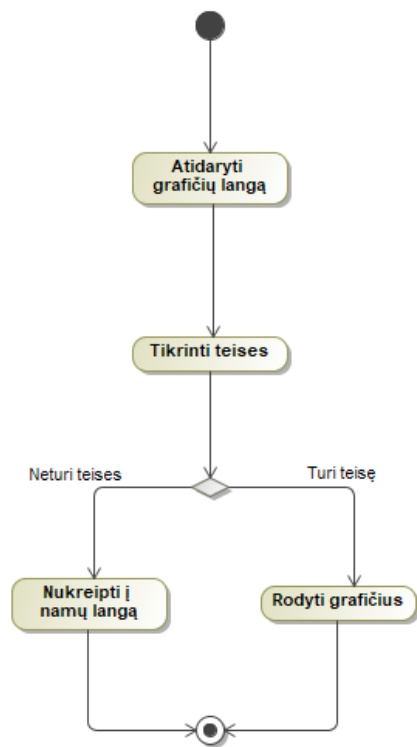 Atidaryti
grafičių langą
Tikrinti teises
Neturi teises
Turi teisę
Nukreipti į
namų langą
Rodyti grafičius